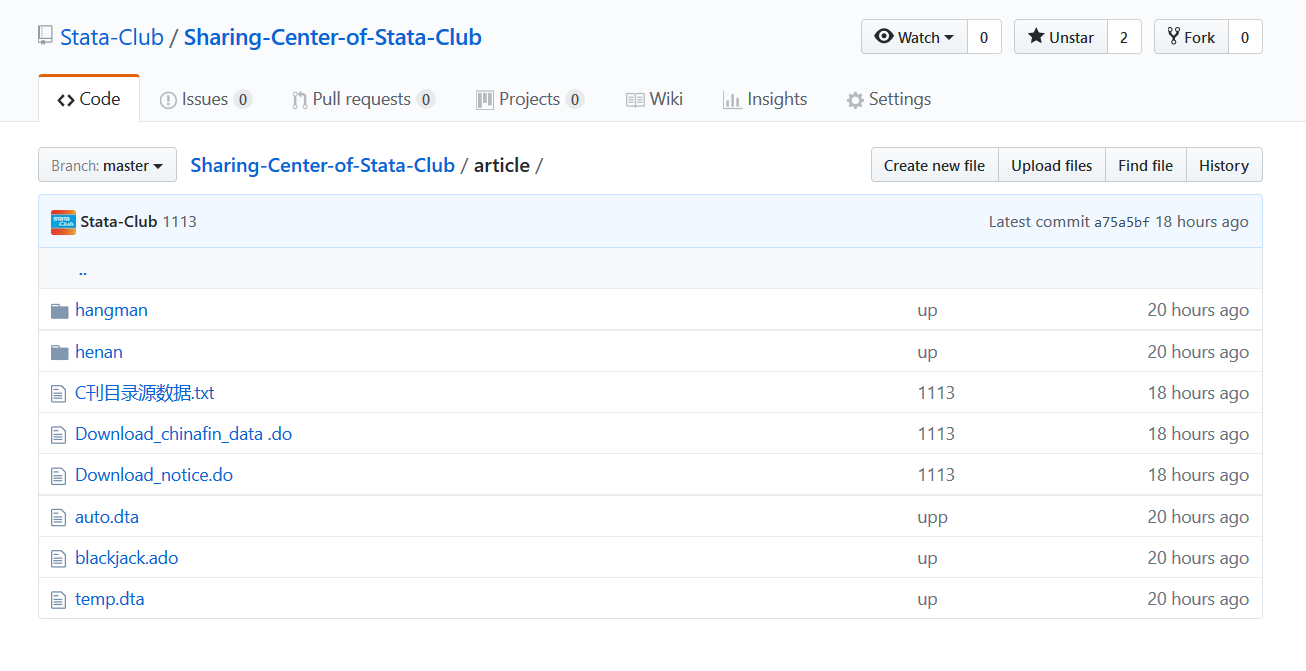 Stata-Club / Sharing-Center-of-Stata-Club Watch 0 Unstar 2 Fork 0
Code Issues 0 Pull requests 0 Projects 0 Wiki Insights Settings
Branch: master Sharing-Center-of-Stata-Club / article / Create new file Upload files Find file History
STATA Club Stata-Club 1113 Latest commit a75a5bf 18 hours ago
..
hangman up 20 hours ago
henan up 20 hours ago
C刊目录源数据.txt 1113 18 hours ago
Download_chinafin_data .do 1113 18 hours ago
Download_notice.do 1113 18 hours ago
auto.dta upp 20 hours ago
blackjack.ado up 20 hours ago
temp.dta up 20 hours ago